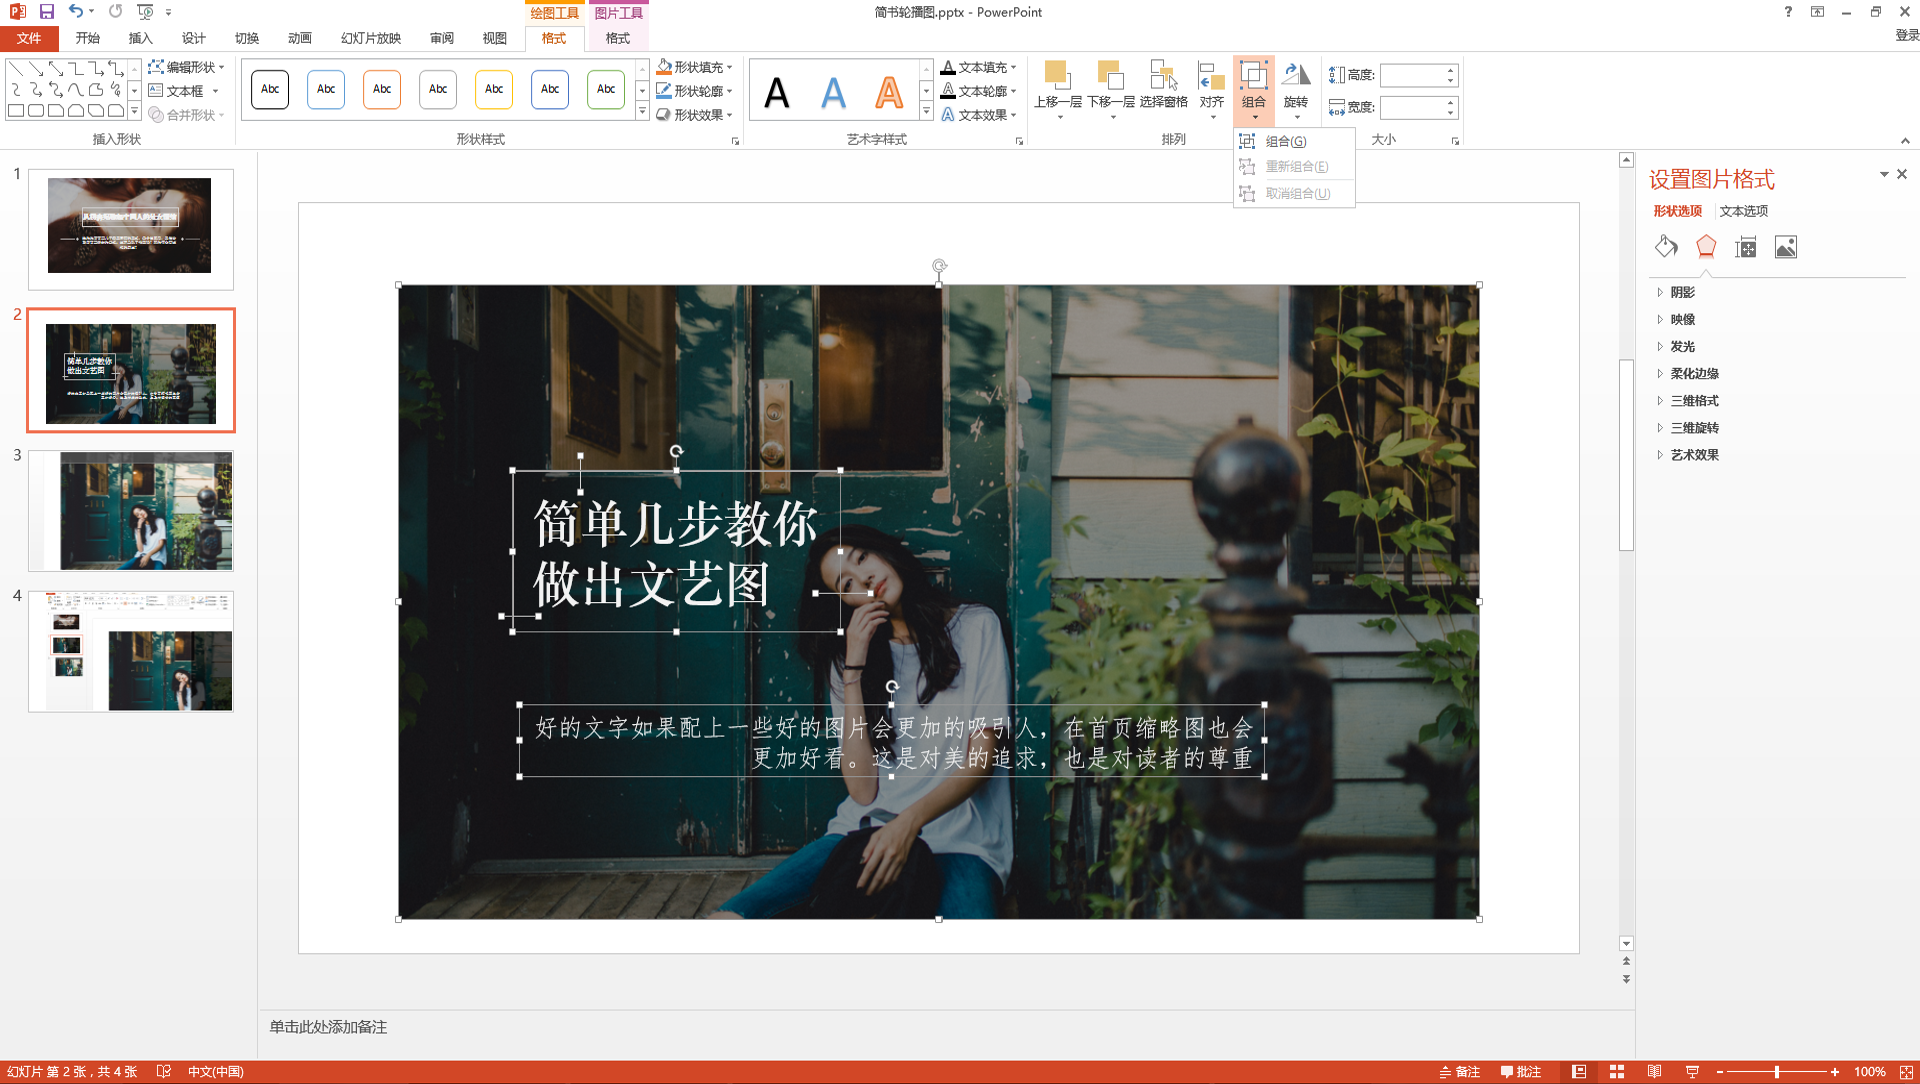 简书轮播图.pptx - PowerPoint
绘图工具
图片工具
登录
文件
开始
插入
设计
切换
动画
幻灯片放映
审阅
视图
格式
格式
编辑形状
文本框
合并形状
插入形状
Abc Abc Abc Abc Abc Abc Abc
形状样式
形状填充
形状轮廓
形状效果
A A A
艺术字样式
文本填充
文本轮廓
文本效果
上移一层
下移一层
选择窗格
对齐
组合
旋转
排列
高度:
宽度:
大小
组合(G)
重新组合(E)
取消组合(U)
1
2
简单几步教你
做出文艺图
3
4
简单几步教你
做出文艺图
好的文字如果配上一些好的图片会更加的吸引人，在首页缩略图也会
更加好看。这是对美的追求，也是对读者的尊重
设置图片格式
形状选项
文本选项
阴影
映像
发光
柔化边缘
三维格式
三维旋转
艺术效果
单击此处添加备注
幻灯片 第 2 张，共 4 张
中文(中国)
备注
批注
100%